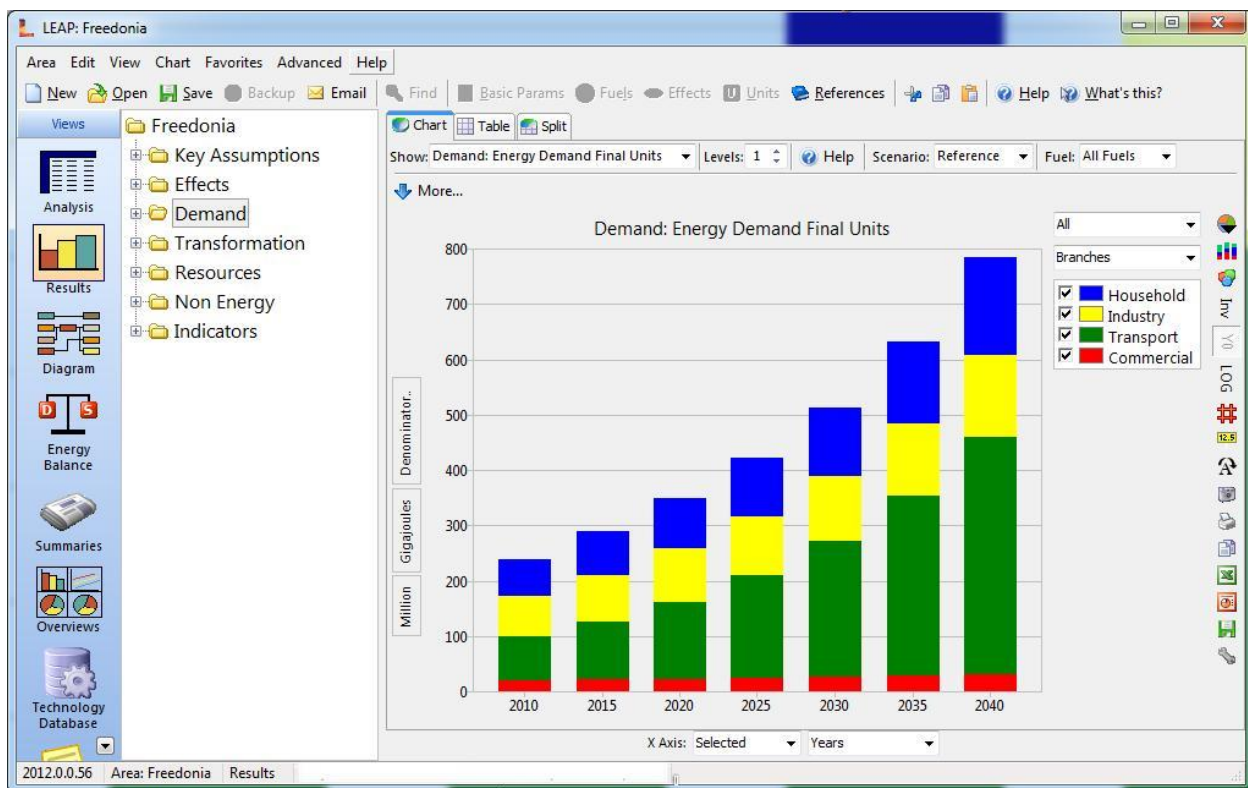 LEAP: Freedonia
Area Edit View Chart Favorites Advanced Help
New Open Save Backup Email Find Basic Params Fuels Effects Units References Help What's this?
Views
Analysis
Results
Diagram
D S
Energy
Balance
Summaries
Overviews
Technology
Database
Freedonia
Key Assumptions
Effects
Demand
Transformation
Resources
Non Energy
Indicators
Chart Table Split
Show: Demand: Energy Demand Final Units Levels: 1 Help Scenario: Reference Fuel: All Fuels
More...
Demand: Energy Demand Final Units
800
700
600
500
400
300
200
100
0
Denominator..
Gigajoules
Million
2010 2015 2020 2025 2030 2035 2040
X Axis: Selected Years
All
Branches
Household
Industry
Transport
Commercial
Inv
Y0
LOG
12.5
A
2012.0.0.56 Area: Freedonia Results